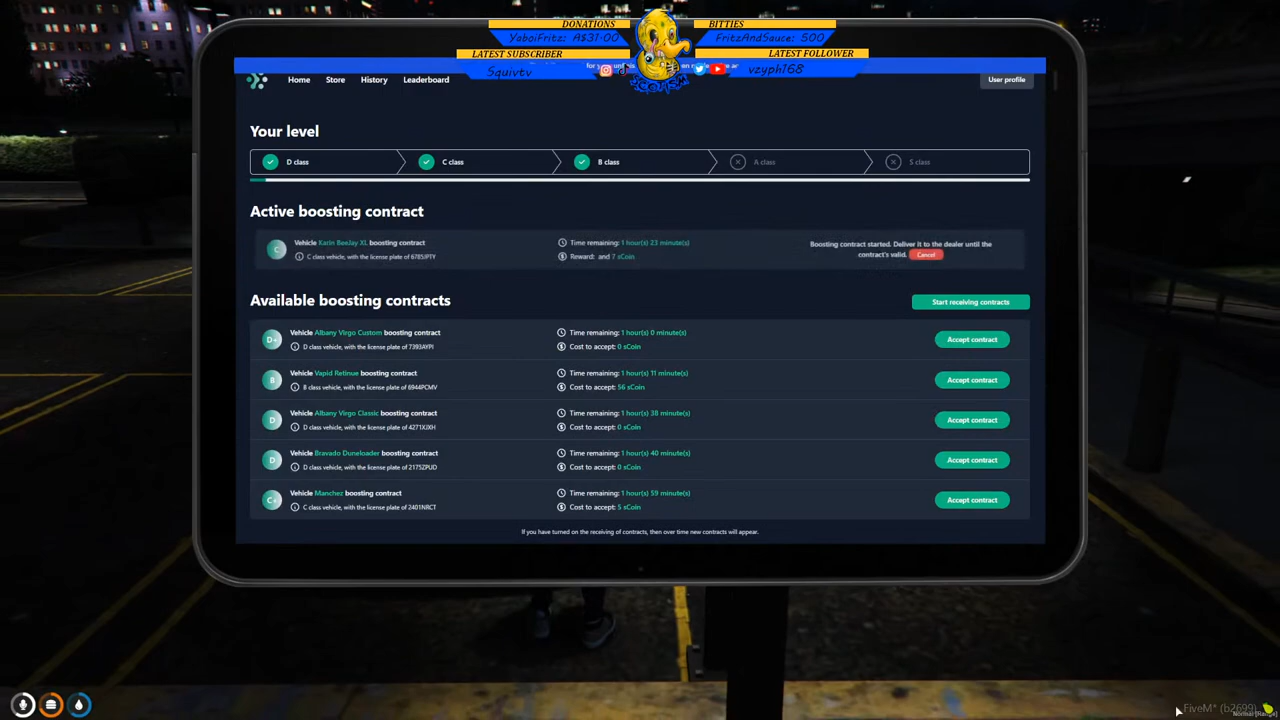 DONATIONS
YaboiFritz: A$31.00
BITTIES
FritzAndSauce: 500
LATEST SUBSCRIBER
Squivtv
LATEST FOLLOWER
vzyph168
Home Store History Leaderboard
User profile
Your level
D class C class B class A class S class
Active boosting contract
C
Vehicle Karin BeeJay XL boosting contract
C class vehicle, with the license plate of 6785JPTY
Time remaining: 1 hour(s) 23 minute(s)
Reward: and 7 sCoin
Boosting contract started. Deliver it to the dealer until the
contract's valid. Cancel
Available boosting contracts
Start receiving contracts
D+
Vehicle Albany Virgo Custom boosting contract
D class vehicle, with the license plate of 7393AYPI
Time remaining: 1 hour(s) 0 minute(s)
Cost to accept: 0 sCoin
Accept contract
B
Vehicle Vapid Retinue boosting contract
B class vehicle, with the license plate of 6944PCMV
Time remaining: 1 hour(s) 11 minute(s)
Cost to accept: 56 sCoin
Accept contract
D
Vehicle Albany Virgo Classic boosting contract
D class vehicle, with the license plate of 4271XJXH
Time remaining: 1 hour(s) 38 minute(s)
Cost to accept: 0 sCoin
Accept contract
D
Vehicle Bravado Duneloader boosting contract
D class vehicle, with the license plate of 2175ZPUD
Time remaining: 1 hour(s) 40 minute(s)
Cost to accept: 0 sCoin
Accept contract
C+
Vehicle Manchez boosting contract
C class vehicle, with the license plate of 2401NRCT
Time remaining: 1 hour(s) 59 minute(s)
Cost to accept: 5 sCoin
Accept contract
If you have turned on the receiving of contracts, then over time new contracts will appear.
FiveM* (b2699)